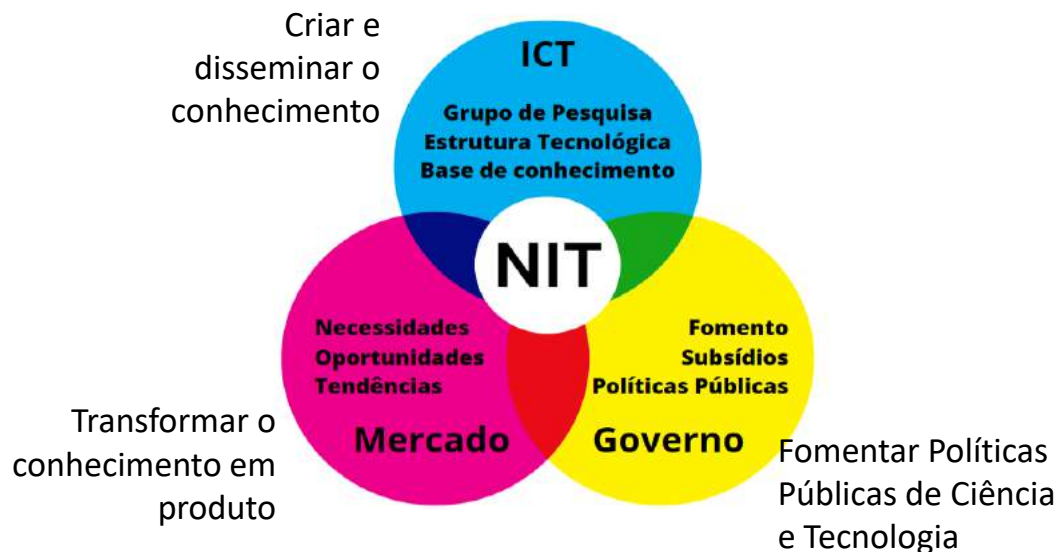 Criar e
disseminar o
conhecimento
ICT
Grupo de Pesquisa
Estrutura Tecnológica
Base de conhecimento
NIT
Necessidades
Oportunidades
Tendências
Mercado
Fomento
Subsídios
Políticas Públicas
Governo
Transformar o
conhecimento em
produto
Fomentar Políticas
Públicas de Ciência
e Tecnologia